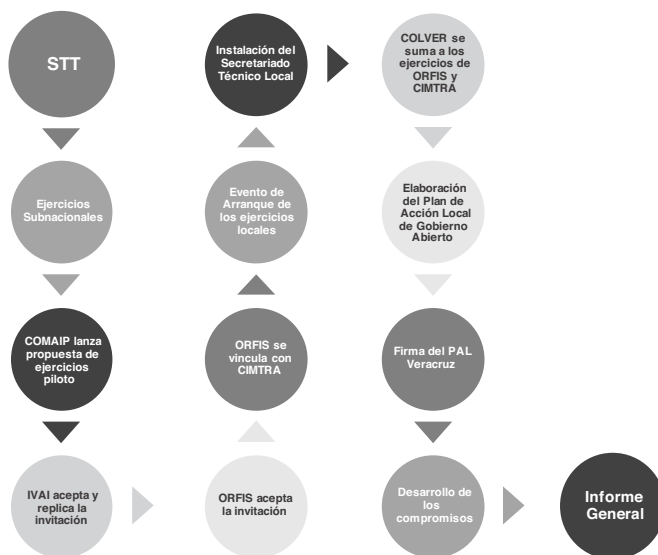 STT
Ejercicios
Subnacionales
COMAIP lanza
propuesta de
ejercicios
piloto
IVAI acepta y
replica la
invitación
ORFIS acepta
la invitación
ORFIS se
vincula con
CIMTRA
Evento de
Arranque de
los ejercicios
locales
Instalación del
Secretariado
Técnico Local
COLVER se
suma a los
ejercicios de
ORFIS y
CIMTRA
Elaboración
del Plan de
Acción Local
de Gobierno
Abierto
Firma del PAL
Veracruz
Desarrollo de
los
compromisos
Informe
General